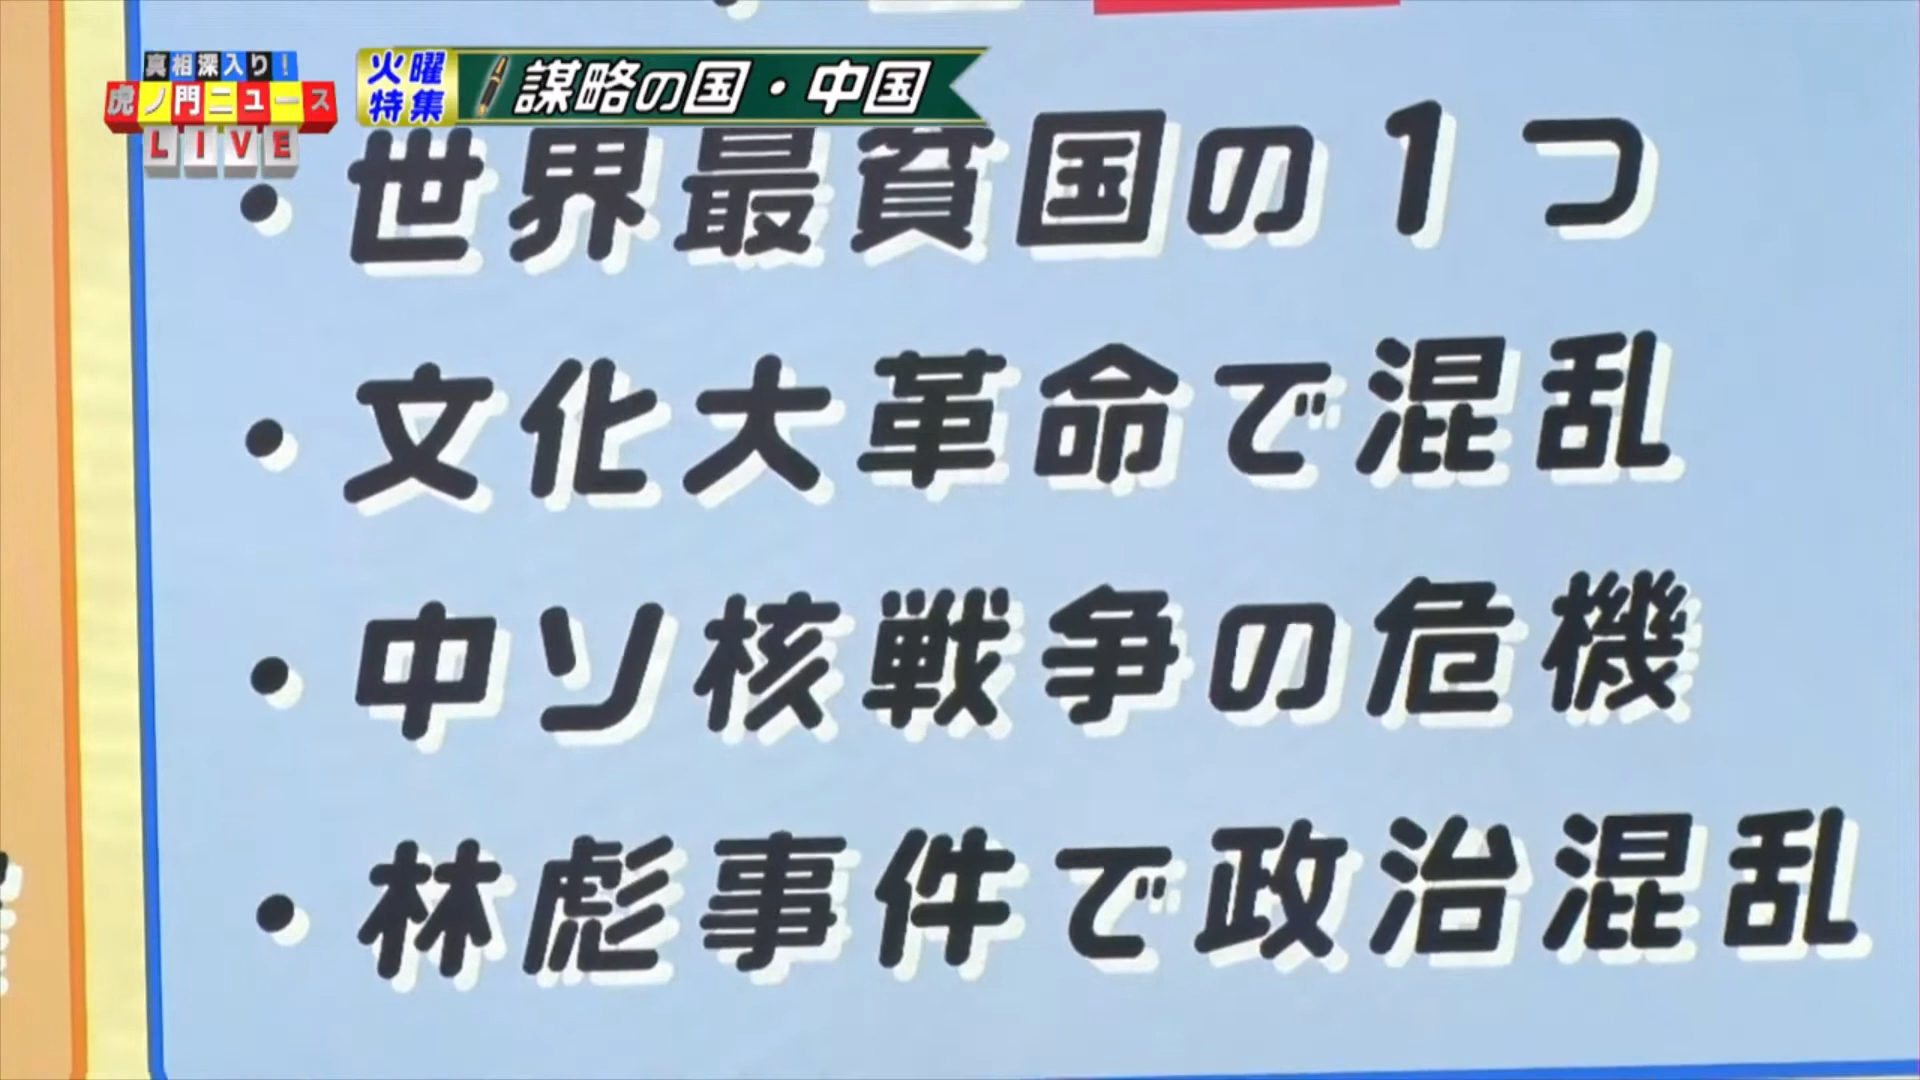 真相深入り！
虎ノ門ニュース
LIVE
火曜
特集
謀略の国・中国
・世界最貧国の１つ
・文化大革命で混乱
・中ソ核戦争の危機
・林彪事件で政治混乱